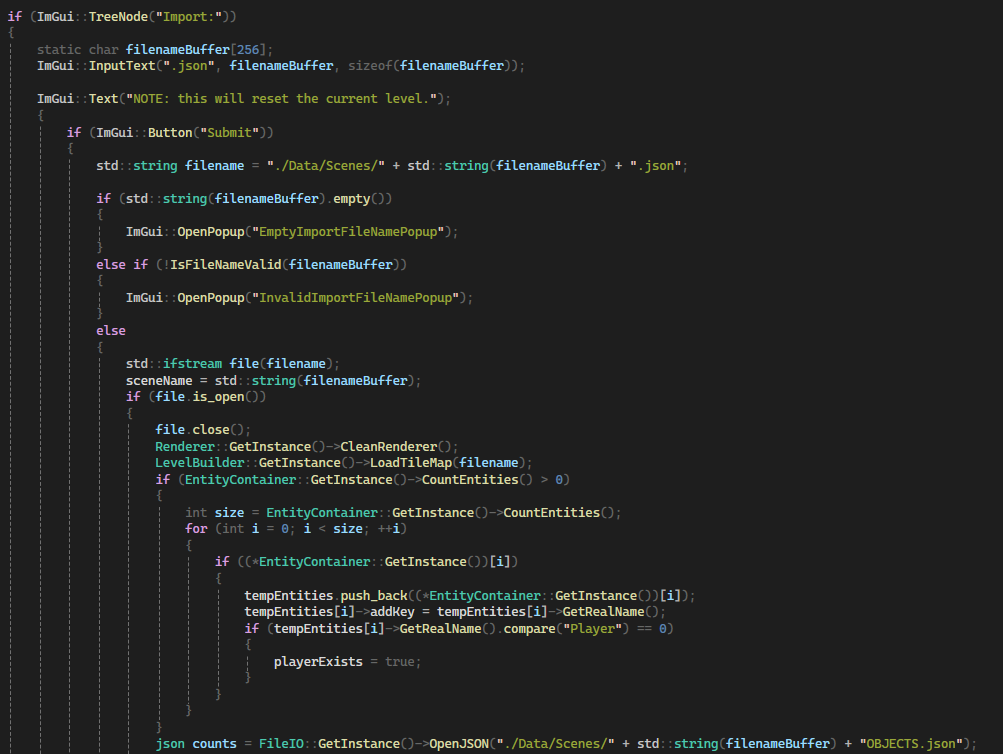 if (ImGui::TreeNode("Import:"))
{
    static char filenameBuffer[256];
    ImGui::InputText(".json", filenameBuffer, sizeof(filenameBuffer));

    ImGui::Text("NOTE: this will reset the current level.");
    {
        if (ImGui::Button("Submit"))
        {
            std::string filename = "./Data/Scenes/" + std::string(filenameBuffer) + ".json";

            if (std::string(filenameBuffer).empty())
            {
                ImGui::OpenPopup("EmptyImportFileNamePopup");
            }
            else if (!IsFileNameValid(filenameBuffer))
            {
                ImGui::OpenPopup("InvalidImportFileNamePopup");
            }
            else
            {
                std::ifstream file(filename);
                sceneName = std::string(filenameBuffer);
                if (file.is_open())
                {
                    file.close();
                    Renderer::GetInstance()->CleanRenderer();
                    LevelBuilder::GetInstance()->LoadTileMap(filename);
                    if (EntityContainer::GetInstance()->CountEntities() > 0)
                    {
                        int size = EntityContainer::GetInstance()->CountEntities();
                        for (int i = 0; i < size; ++i)
                        {
                            if ((*EntityContainer::GetInstance())[i])
                            {
                                tempEntities.push_back((*EntityContainer::GetInstance())[i]);
                                tempEntities[i]->addKey = tempEntities[i]->GetRealName();
                                if (tempEntities[i]->GetRealName().compare("Player") == 0)
                                {
                                    playerExists = true;
                                }
                            }
                        }
                    }
                    json counts = FileIO::GetInstance()->OpenJSON("./Data/Scenes/" + std::string(filenameBuffer) + "OBJECTS.json");